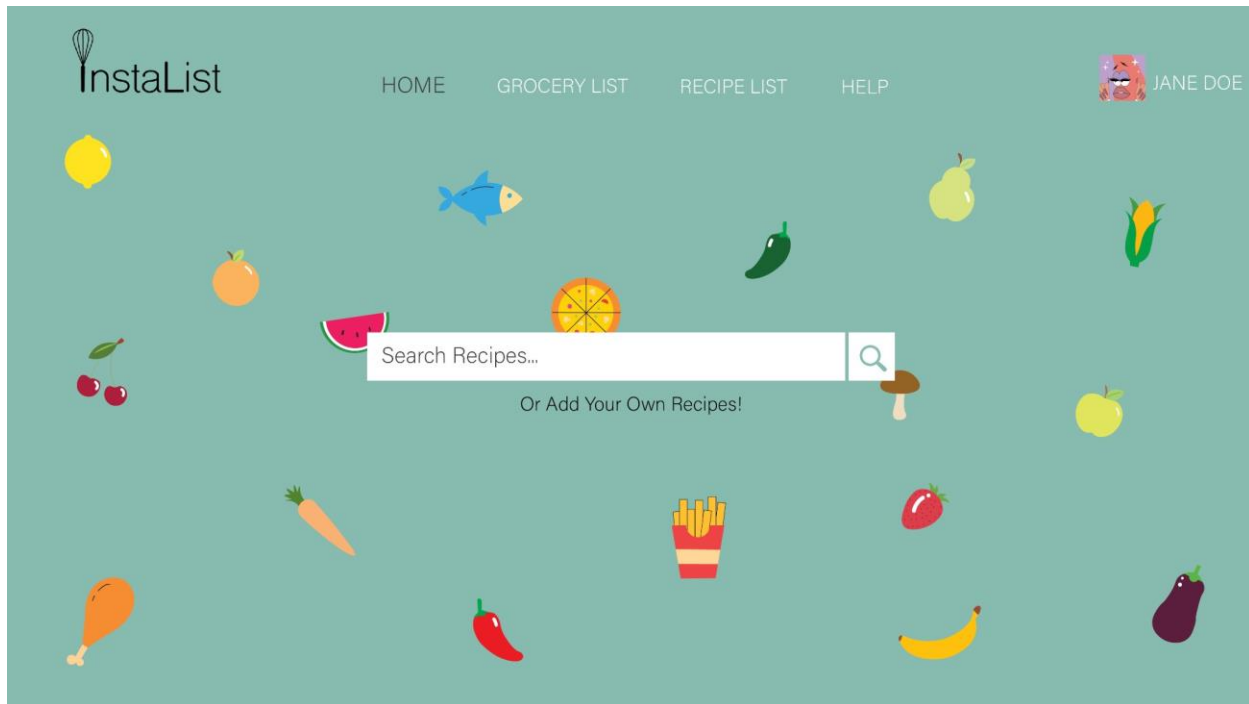 InstaList
HOME GROCERY LIST RECIPE LIST HELP
JANE DOE
Search Recipes...
Or Add Your Own Recipes!